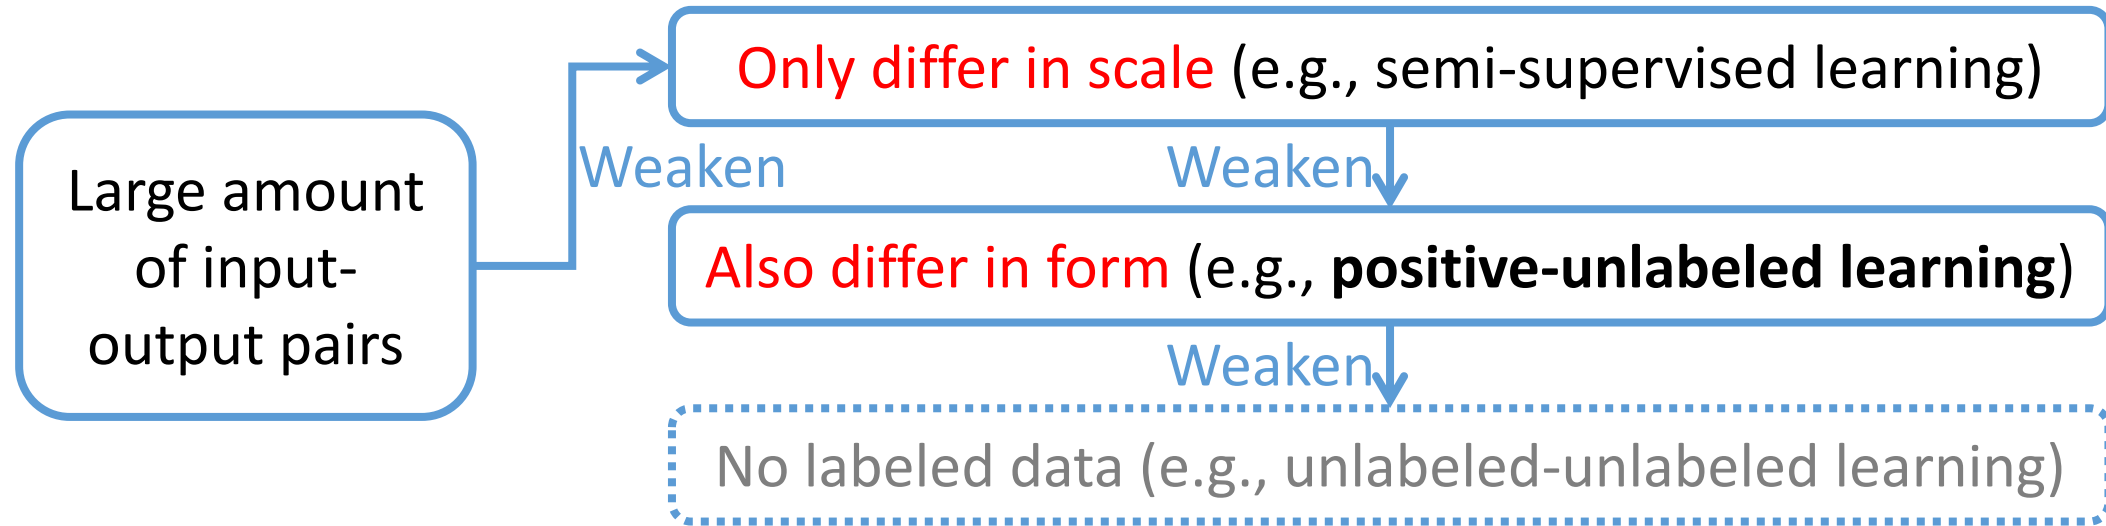 Only differ in scale (e.g., semi-supervised learning)
Weaken
Weaken
Large amount
of input-
output pairs
Also differ in form (e.g., positive-unlabeled learning)
Weaken
No labeled data (e.g., unlabeled-unlabeled learning)